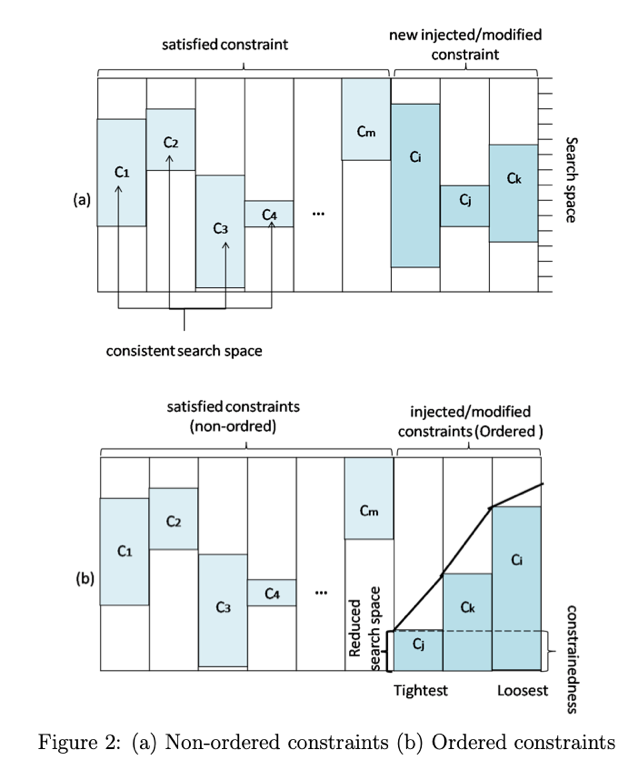 satisfied constraint
new injected/modified
constraint
C1
C2
C3
C4
...
Cm
Ci
Cj
Ck
(a)
Search space
consistent search space
satisfied constraints
(non-ordred)
injected/modified
constraints(Ordered )
C1
C2
C3
C4
...
Cm
Cj
Ck
Ci
(b)
Reduced
search space
constrainedness
Tightest
Loosest
Figure 2: (a) Non-ordered constraints (b) Ordered constraints